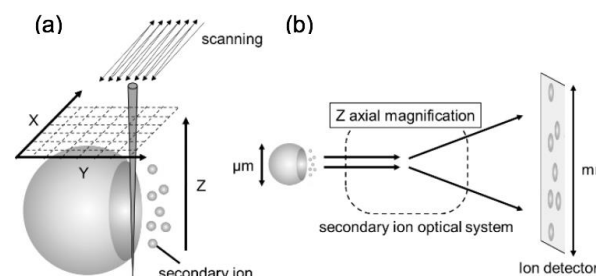 (a)
scanning
X
Y
Z
secondary ion
(b)
Z axial magnification
μm
secondary ion optical system
Ion detector